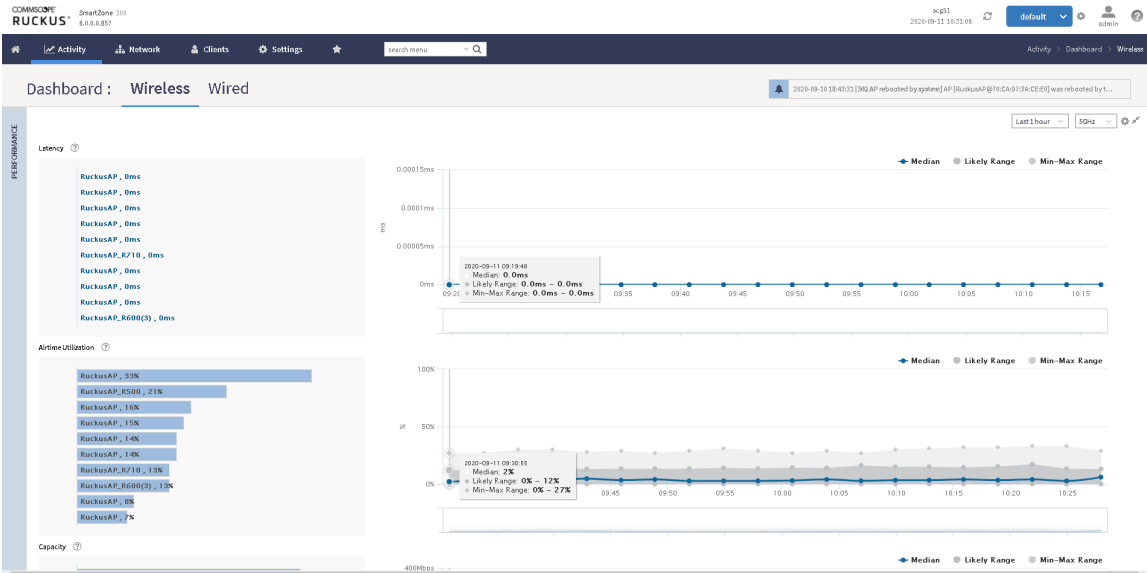 COMMSCOPE
RUCKUS
SmartZone 300
6.0.0.0.857
scg51
2020-09-11 10:31:06
default
admin
Activity
Network
Clients
Settings
search menu
Activity > Dashboard > Wireless
Dashboard :
Wireless
Wired
2020-09-10 18:43:31 [302 AP rebooted by system] AP [RuckusAP@70:CA:97:3A:CE:E0] was rebooted by t...
PERFORMANCE
Last 1 hour
5GHz
Latency
RuckusAP , 0ms
RuckusAP , 0ms
RuckusAP , 0ms
RuckusAP , 0ms
RuckusAP , 0ms
RuckusAP_R710 , 0ms
RuckusAP , 0ms
RuckusAP , 0ms
RuckusAP , 0ms
RuckusAP_R600(3) , 0ms
Median
Likely Range
Min-Max Range
0.00015ms
0.0001ms
0.00005ms
0ms
ms
2020-09-11 09:19:48
Median: 0.0ms
Likely Range: 0.0ms - 0.0ms
Min-Max Range: 0.0ms - 0.0ms
09:20 09:35 09:40 09:45 09:50 09:55 10:00 10:05 10:10 10:15
Airtime Utilization
RuckusAP , 33%
RuckusAP_R500 , 21%
RuckusAP , 16%
RuckusAP , 15%
RuckusAP , 14%
RuckusAP , 14%
RuckusAP_R710 , 13%
RuckusAP_R600(3) , 13%
RuckusAP , 8%
RuckusAP , 7%
Median
Likely Range
Min-Max Range
100%
50%
0%
%
2020-09-11 09:30:55
Median: 2%
Likely Range: 0% - 12%
Min-Max Range: 0% - 27%
09:45 09:50 09:55 10:00 10:05 10:10 10:15 10:20 10:25
Capacity
Median
Likely Range
Min-Max Range
400Mbps